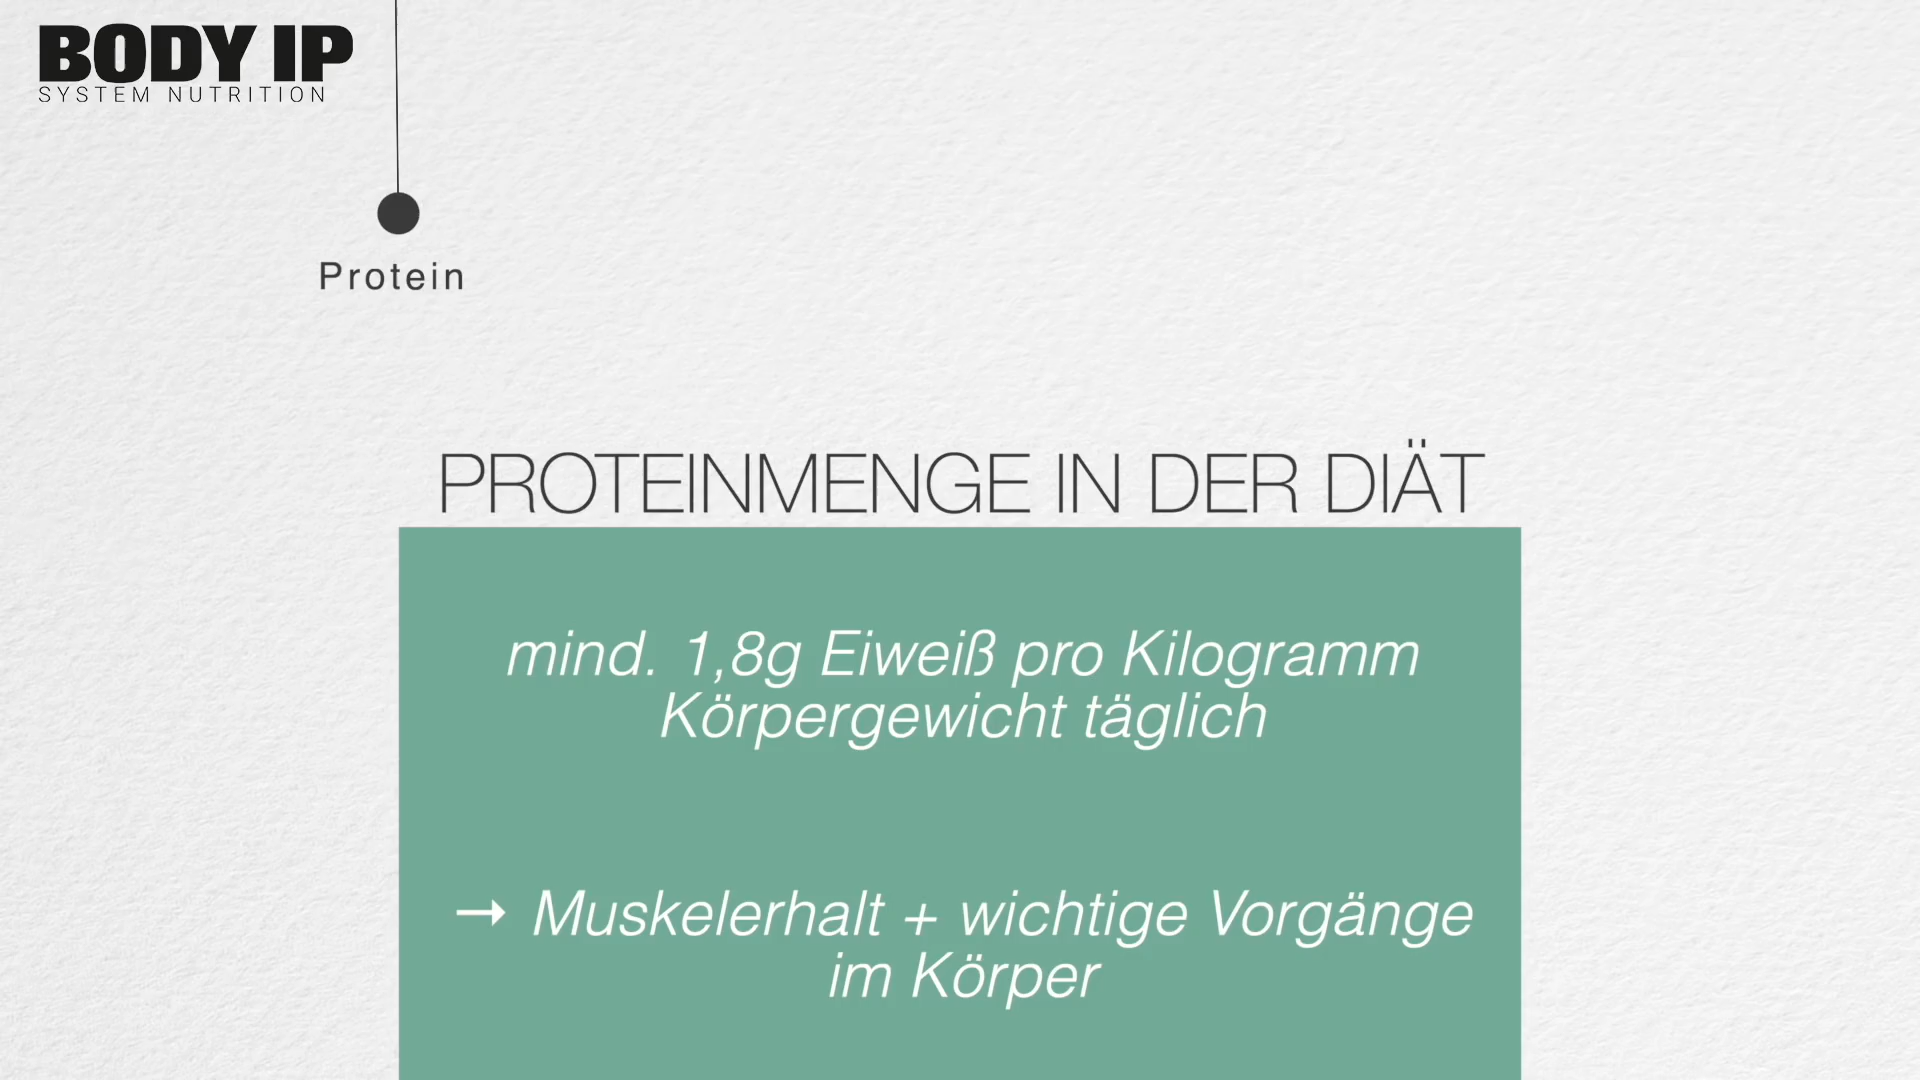 BODY IP
SYSTEM NUTRITION
Protein
PROTEINMENGE IN DER DIÄT
mind. 1,8g Eiweiß pro Kilogramm
Körpergewicht täglich
→ Muskelerhalt + wichtige Vorgänge
im Körper